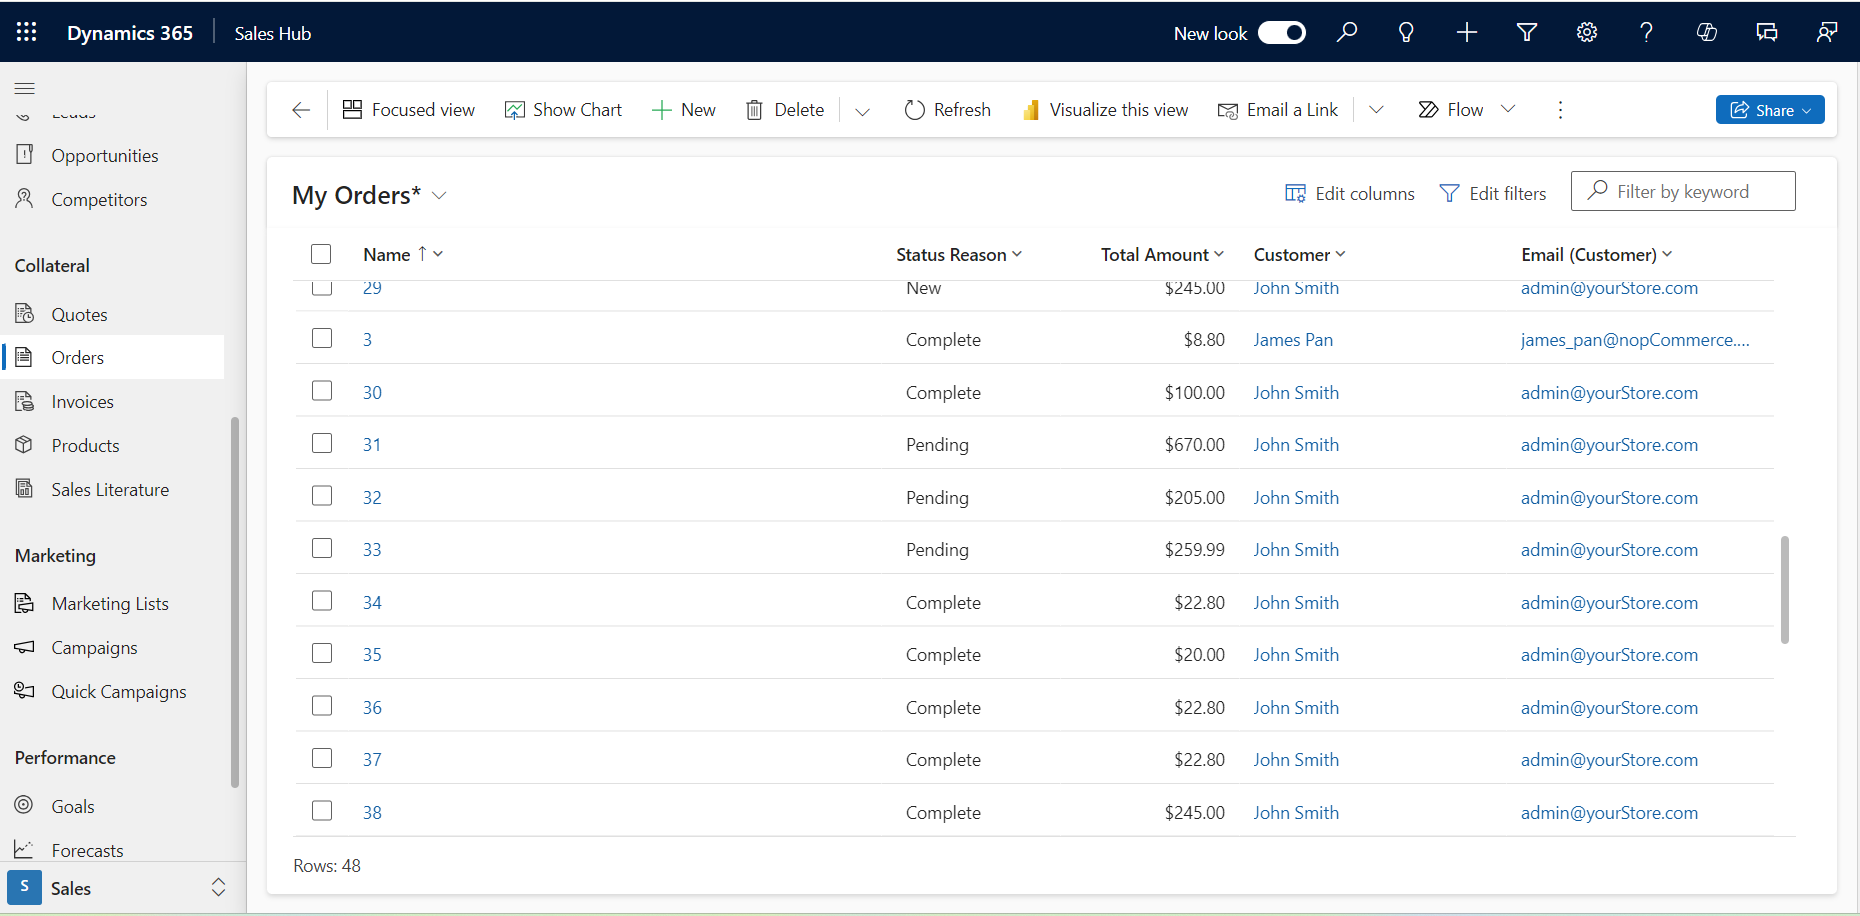 Dynamics 365 Sales Hub New look
Focused view Show Chart New Delete Refresh Visualize this view Email a Link Flow Share
Leads
Opportunities
Competitors
Collateral
Quotes
Orders
Invoices
Products
Sales Literature
Marketing
Marketing Lists
Campaigns
Quick Campaigns
Performance
Goals
Forecasts
S Sales
My Orders* Edit columns Edit filters Filter by keyword
Name ↑ Status Reason Total Amount Customer Email (Customer)
29 New $245.00 John Smith admin@yourStore.com
3 Complete $8.80 James Pan james_pan@nopCommerce....
30 Complete $100.00 John Smith admin@yourStore.com
31 Pending $670.00 John Smith admin@yourStore.com
32 Pending $205.00 John Smith admin@yourStore.com
33 Pending $259.99 John Smith admin@yourStore.com
34 Complete $22.80 John Smith admin@yourStore.com
35 Complete $20.00 John Smith admin@yourStore.com
36 Complete $22.80 John Smith admin@yourStore.com
37 Complete $22.80 John Smith admin@yourStore.com
38 Complete $245.00 John Smith admin@yourStore.com
Rows: 48